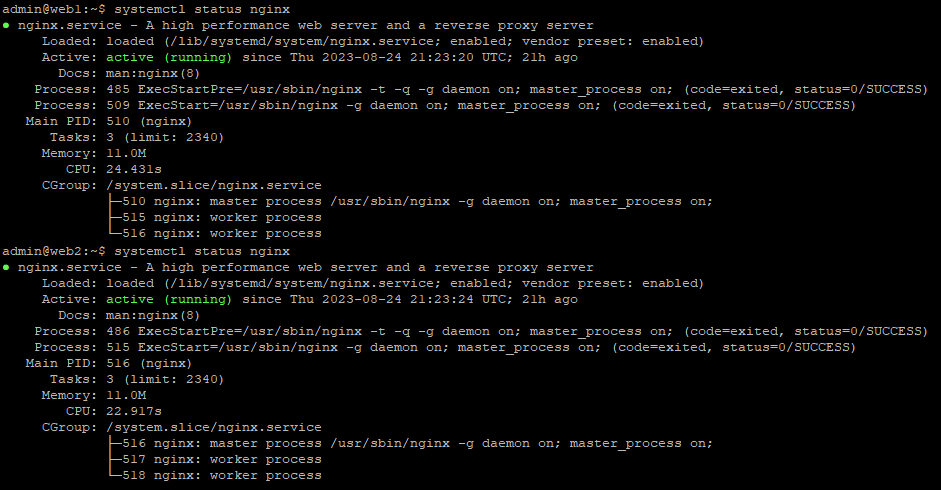 admin@web1:~$ systemctl status nginx
● nginx.service - A high performance web server and a reverse proxy server
     Loaded: loaded (/lib/systemd/system/nginx.service; enabled; vendor preset: enabled)
     Active: active (running) since Thu 2023-08-24 21:23:20 UTC; 21h ago
       Docs: man:nginx(8)
    Process: 485 ExecStartPre=/usr/sbin/nginx -t -q -g daemon on; master_process on; (code=exited, status=0/SUCCESS)
    Process: 509 ExecStart=/usr/sbin/nginx -g daemon on; master_process on; (code=exited, status=0/SUCCESS)
   Main PID: 510 (nginx)
      Tasks: 3 (limit: 2340)
     Memory: 11.0M
        CPU: 24.431s
     CGroup: /system.slice/nginx.service
             ├─510 nginx: master process /usr/sbin/nginx -g daemon on; master_process on;
             ├─515 nginx: worker process
             └─516 nginx: worker process
admin@web2:~$ systemctl status nginx
● nginx.service - A high performance web server and a reverse proxy server
     Loaded: loaded (/lib/systemd/system/nginx.service; enabled; vendor preset: enabled)
     Active: active (running) since Thu 2023-08-24 21:23:24 UTC; 21h ago
       Docs: man:nginx(8)
    Process: 486 ExecStartPre=/usr/sbin/nginx -t -q -g daemon on; master_process on; (code=exited, status=0/SUCCESS)
    Process: 515 ExecStart=/usr/sbin/nginx -g daemon on; master_process on; (code=exited, status=0/SUCCESS)
   Main PID: 516 (nginx)
      Tasks: 3 (limit: 2340)
     Memory: 11.0M
        CPU: 22.917s
     CGroup: /system.slice/nginx.service
             ├─516 nginx: master process /usr/sbin/nginx -g daemon on; master_process on;
             ├─517 nginx: worker process
             └─518 nginx: worker process